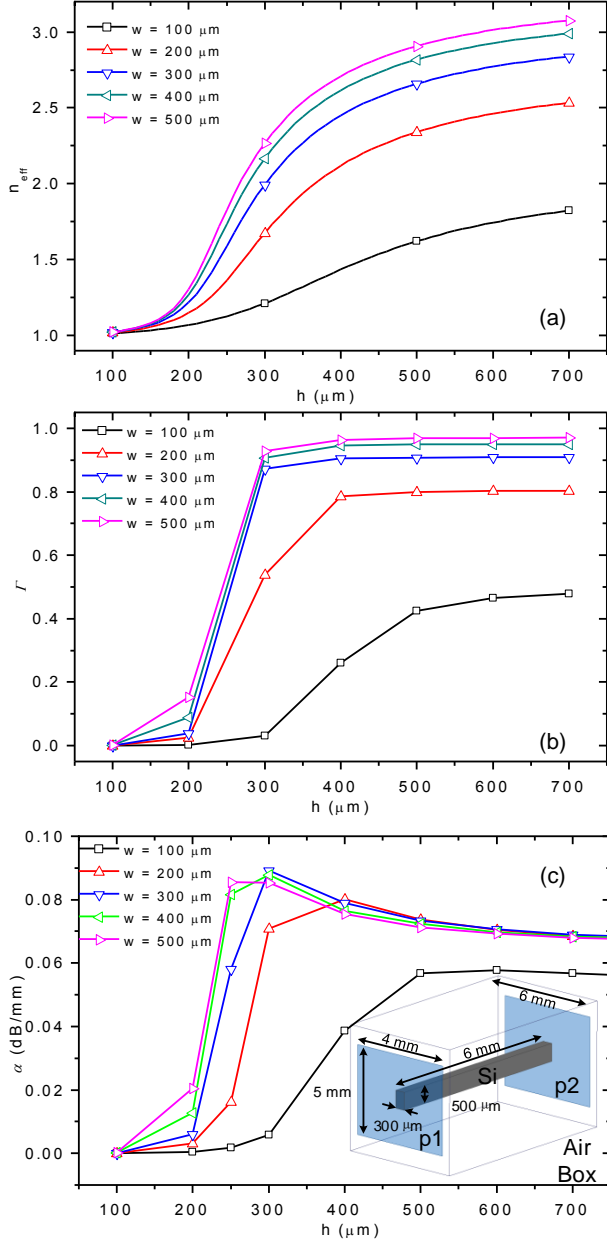 w = 100 μm
w = 200 μm
w = 300 μm
w = 400 μm
w = 500 μm
3.0
2.5
2.0
1.5
1.0
n_eff
(a)
100 200 300 400 500 600 700
h (μm)
w = 100 μm
w = 200 μm
w = 300 μm
w = 400 μm
w = 500 μm
1.0
0.8
0.6
0.4
0.2
0.0
Γ
(b)
100 200 300 400 500 600 700
h (μm)
w = 100 μm
w = 200 μm
w = 300 μm
w = 400 μm
w = 500 μm
(c)
0.10
0.08
0.06
0.04
0.02
0.00
α (dB/mm)
6 mm
4 mm
6 mm
Si
5 mm
p2
500 μm
300 μm
p1
Air
Box
100 200 300 400 500 600 700
h (μm)